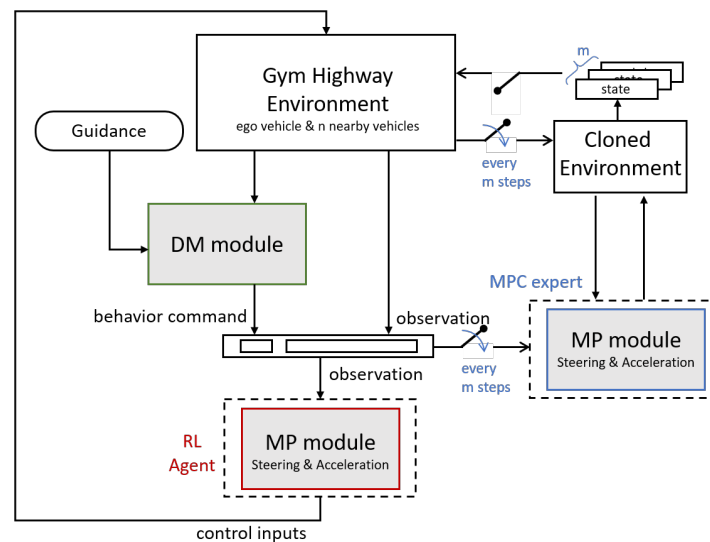 m
Gym Highway
Environment
ego vehicle & n nearby vehicles
state
Guidance
Cloned
Environment
every
m steps
DM module
MPC expert
behavior command
observation
MP module
Steering & Acceleration
observation
every
m steps
RL
Agent
MP module
Steering & Acceleration
control inputs